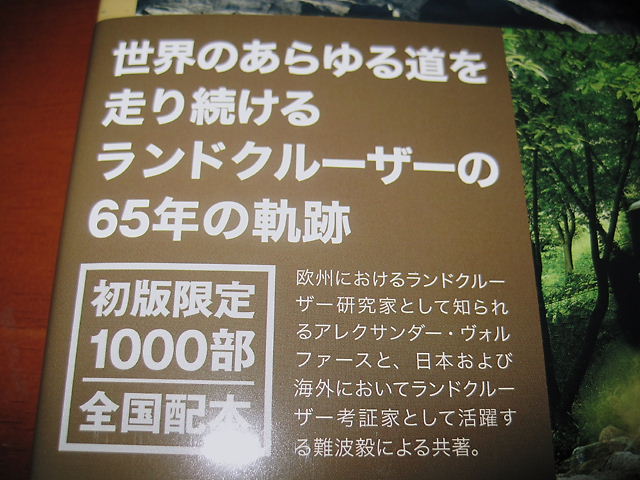 世界のあらゆる道を
走り続ける
ランドクルーザーの
65年の軌跡
初版限定
1000部
全国配本
欧州におけるランドクルー
ザー研究家として知られ
るアレクサンダー・ヴォル
ファースと、日本および
海外においてランドクルー
ザー考証家として活躍す
る難波毅による共著。